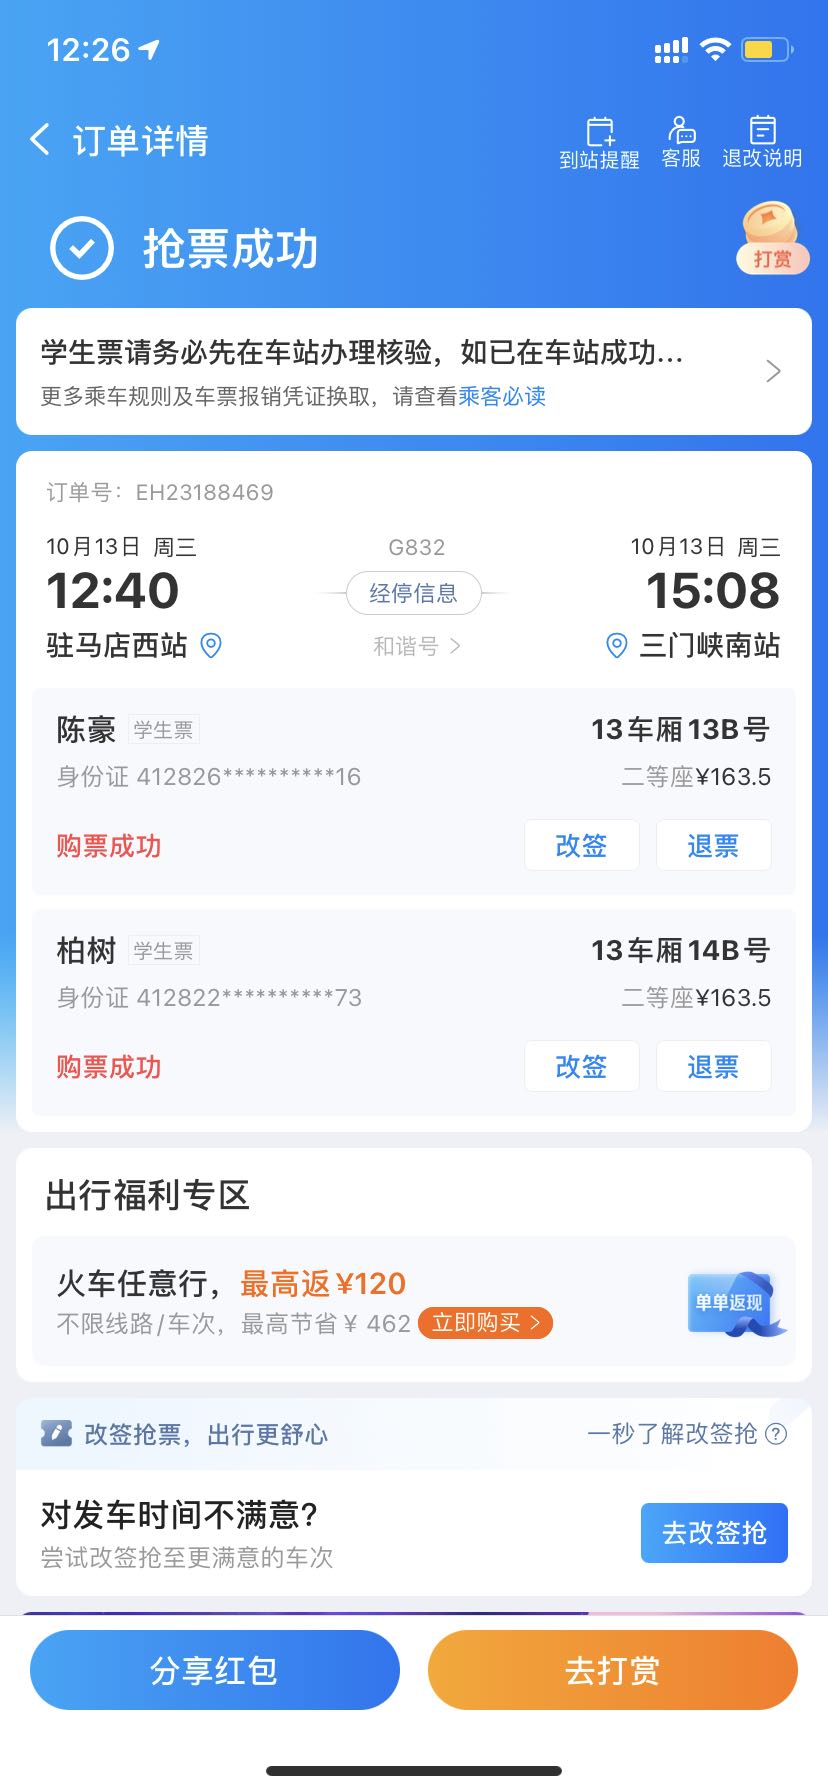 12:26
订单详情
到站提醒 客服 退改说明
抢票成功
打赏
学生票请务必先在车站办理核验，如已在车站成功...
更多乘车规则及车票报销凭证换取，请查看乘客必读
订单号：EH23188469
10月13日 周三 G832 10月13日 周三
12:40 经停信息 15:08
驻马店西站 和谐号 三门峡南站
陈豪 学生票 13车厢13B号
身份证 412826**********16 二等座¥163.5
购票成功 改签 退票
柏树 学生票 13车厢14B号
身份证 412822**********73 二等座¥163.5
购票成功 改签 退票
出行福利专区
火车任意行，最高返¥120
不限线路/车次，最高节省¥ 462 立即购买
单单返现
改签抢票，出行更舒心 一秒了解改签抢
对发车时间不满意?
尝试改签抢至更满意的车次
去改签抢
分享红包 去打赏